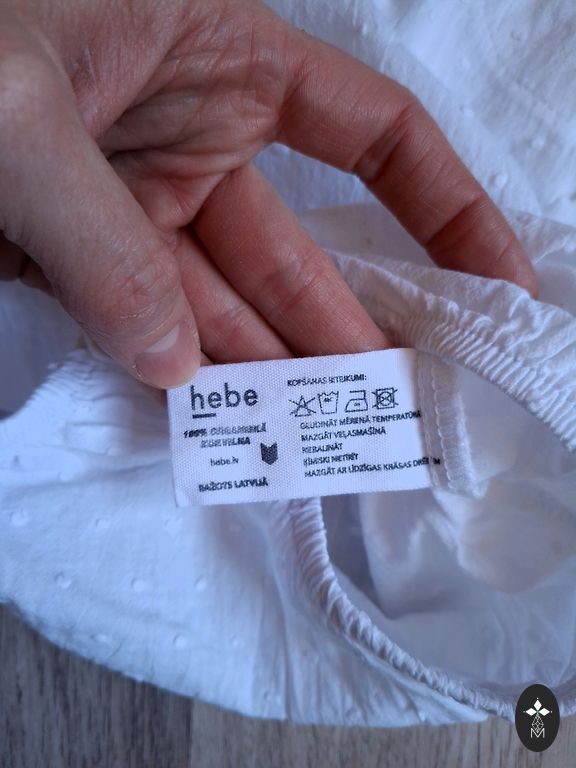 hebe
100% ORGANISKĀ
KOKVILNA
hebe.lv
RAŽOTS LATVIJĀ
KOPŠANAS IETEIKUMI:
GLUDINĀT MĒRENĀ TEMPERATŪRĀ
MAZGĀT VEĻASMAŠĪNĀ
NEBALINĀT
ĶĪMISKI NETĪRĪT
MAZGĀT AR LĪDZĪGAS KRĀSAS
M